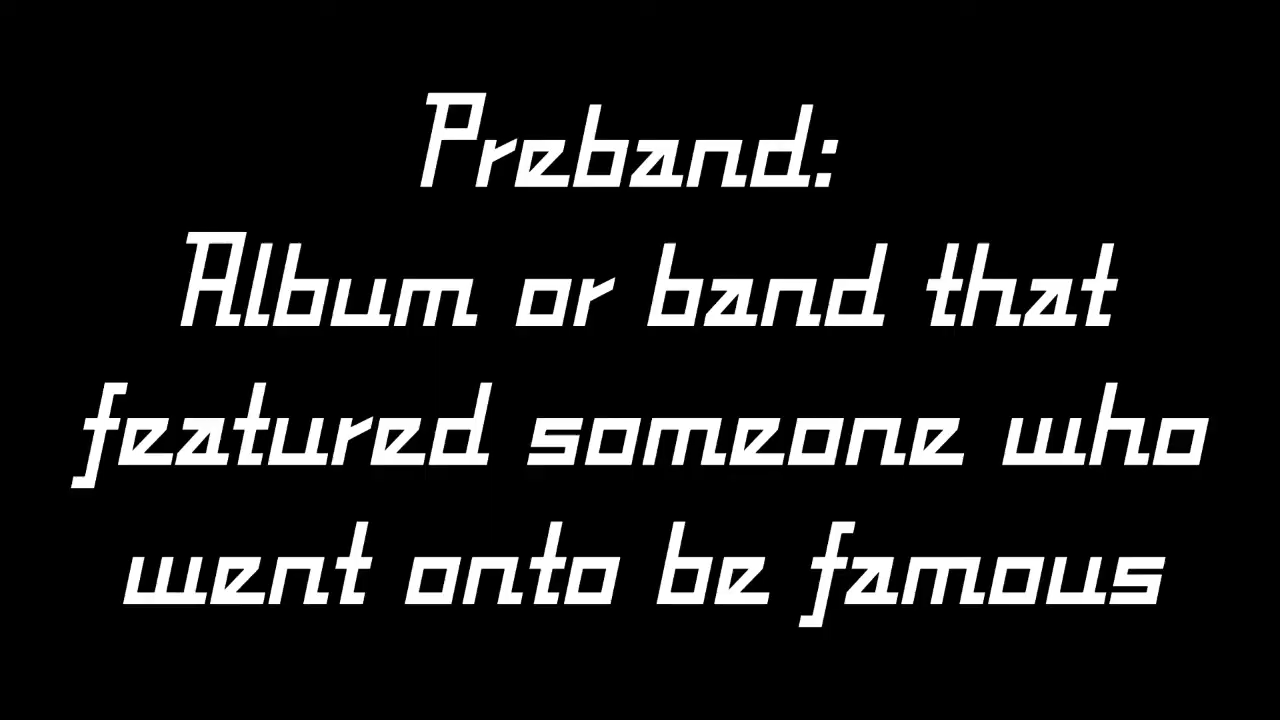 Preband:
Album or band that
featured someone who
went onto be famous